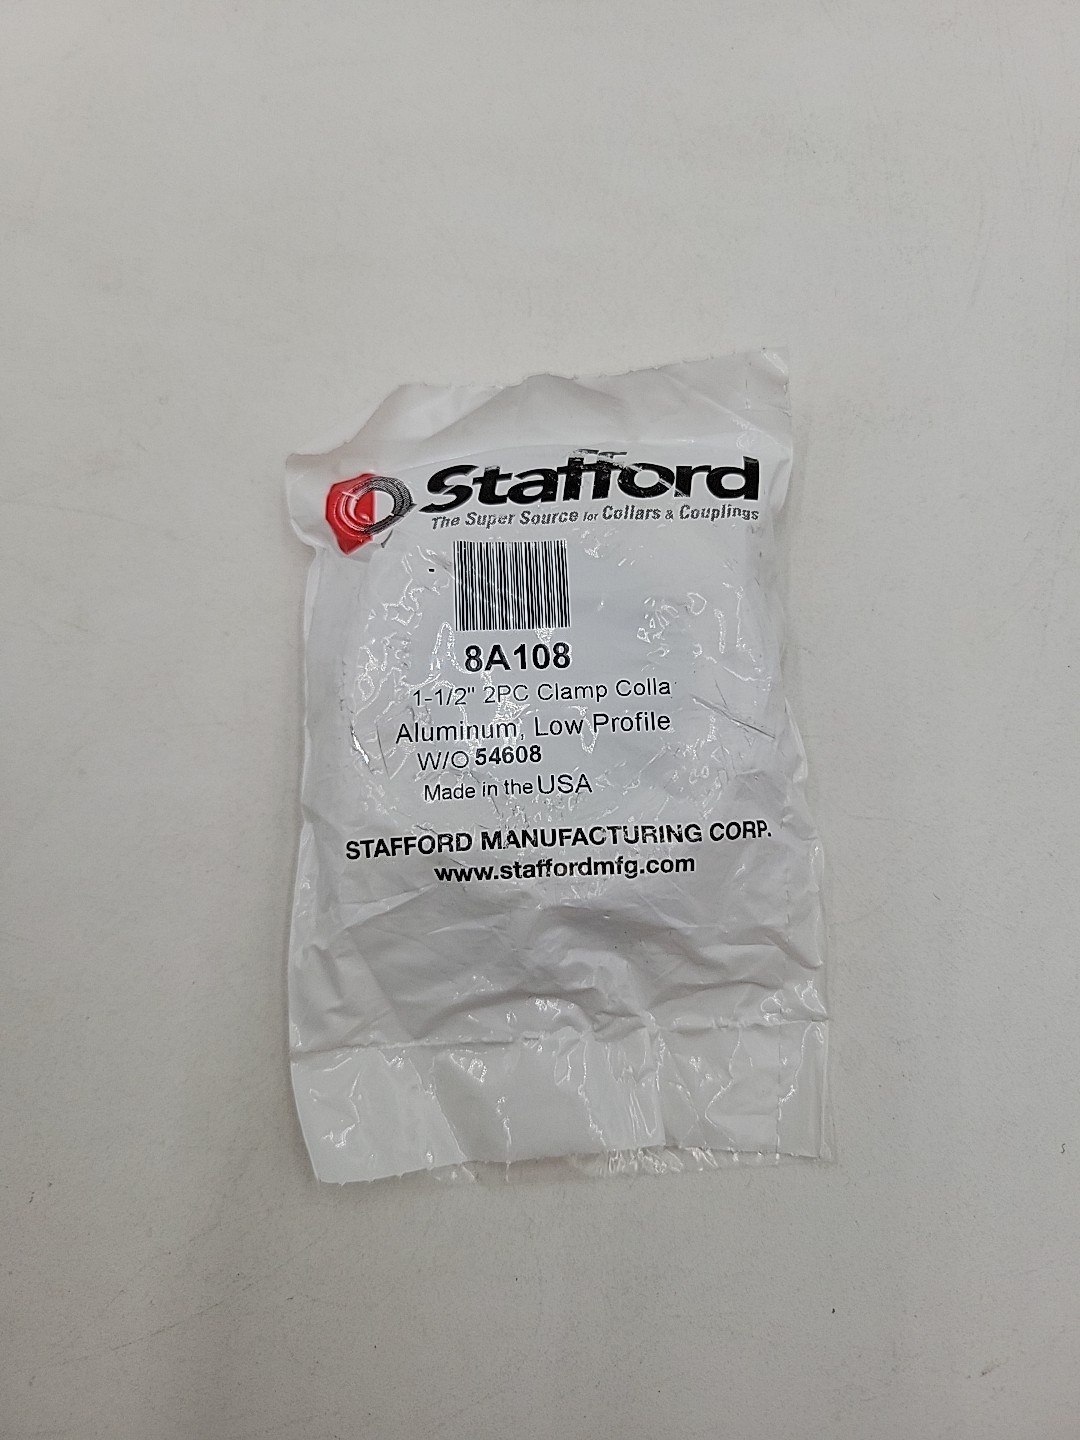 Stafford
The Super Source for Collars & Couplings
8A108
1-1/2" 2PC Clamp Colla
Aluminum, Low Profile
W/O 54608
Made in the USA
STAFFORD MANUFACTURING CORP.
www.staffordmfg.com